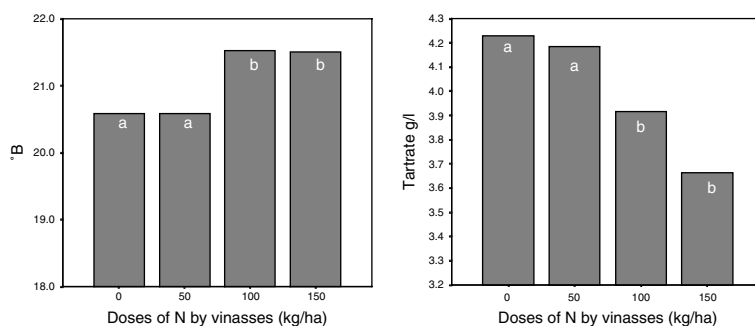 22.0
21.0
20.0
19.0
18.0
°B
a
a
b
b
0
50
100
150
Doses of N by vinasses (kg/ha)
4.3
4.2
4.1
4.0
3.9
3.8
3.7
3.6
3.5
3.3
3.3
3.2
Tartrate g/l
a
a
b
b
0
50
100
150
Doses of N by vinasses (kg/ha)